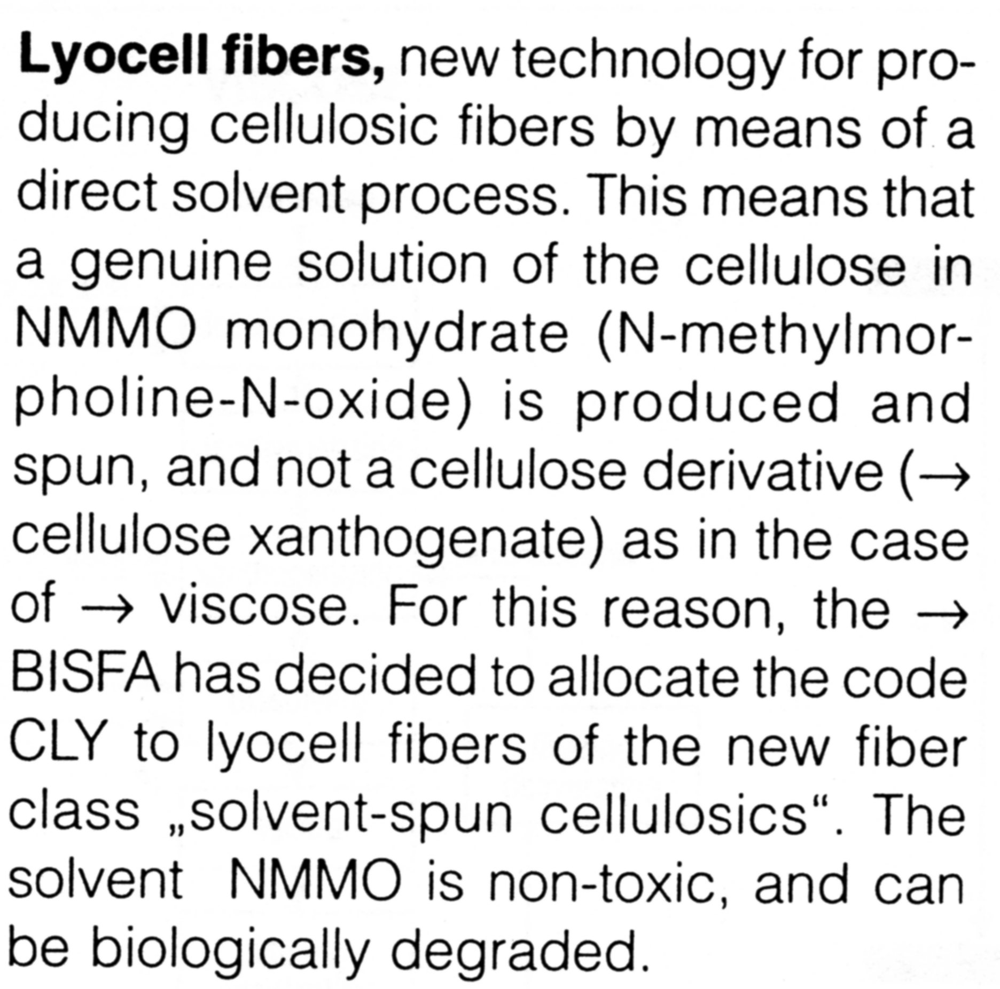 Lyocell fibers, new technology for pro-
ducing cellulosic fibers by means of a
direct solvent process. This means that
a genuine solution of the cellulose in
NMMO monohydrate (N-methylmor-
pholine-N-oxide) is produced and
spun, and not a cellulose derivative (→
cellulose xanthogenate) as in the case
of → viscose. For this reason, the →
BISFA has decided to allocate the code
CLY to lyocell fibers of the new fiber
class „solvent-spun cellulosics“. The
solvent NMMO is non-toxic, and can
be biologically degraded.